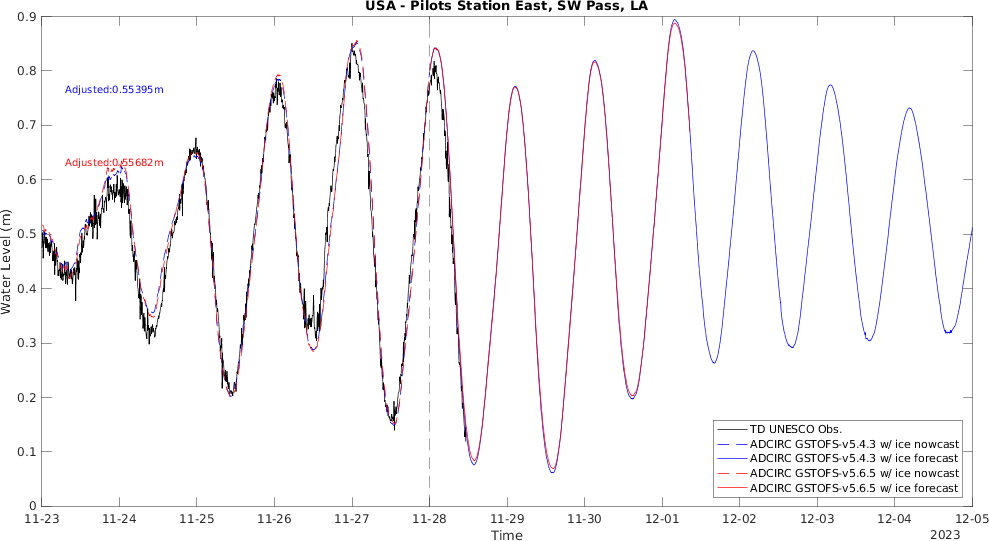 USA - Pilots Station East, SW Pass, LA
0.9
0.8
0.7
0.6
0.5
0.4
0.3
0.2
0.1
0
Water Level (m)
Adjusted:0.55395m
Adjusted:0.55682m
TD UNESCO Obs.
ADCIRC GSTOFS-v5.4.3 w/ ice nowcast
ADCIRC GSTOFS-v5.4.3 w/ ice forecast
ADCIRC GSTOFS-v5.6.5 w/ ice nowcast
ADCIRC GSTOFS-v5.6.5 w/ ice forecast
11-23 11-24 11-25 11-26 11-27 11-28 11-29 11-30 12-01 12-02 12-03 12-04 12-05
Time
2023